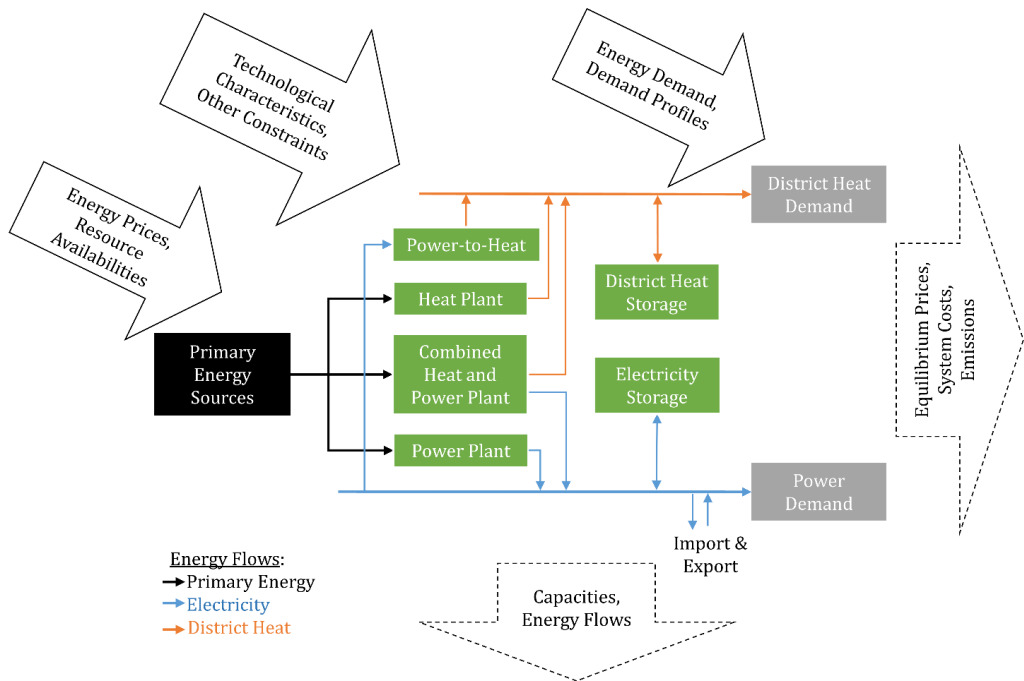 Technological
Characteristics,
Other Constraints
Energy Demand,
Demand Profiles
Energy Prices,
Resource
Availabilities
District Heat
Demand
Power-to-Heat
Heat Plant
District Heat
Storage
Primary
Energy
Sources
Combined
Heat and
Power Plant
Electricity
Storage
Power Plant
Power
Demand
Equilibrium Prices,
System Costs,
Emissions
Import &
Export
Energy Flows:
Primary Energy
Electricity
District Heat
Capacities,
Energy Flows